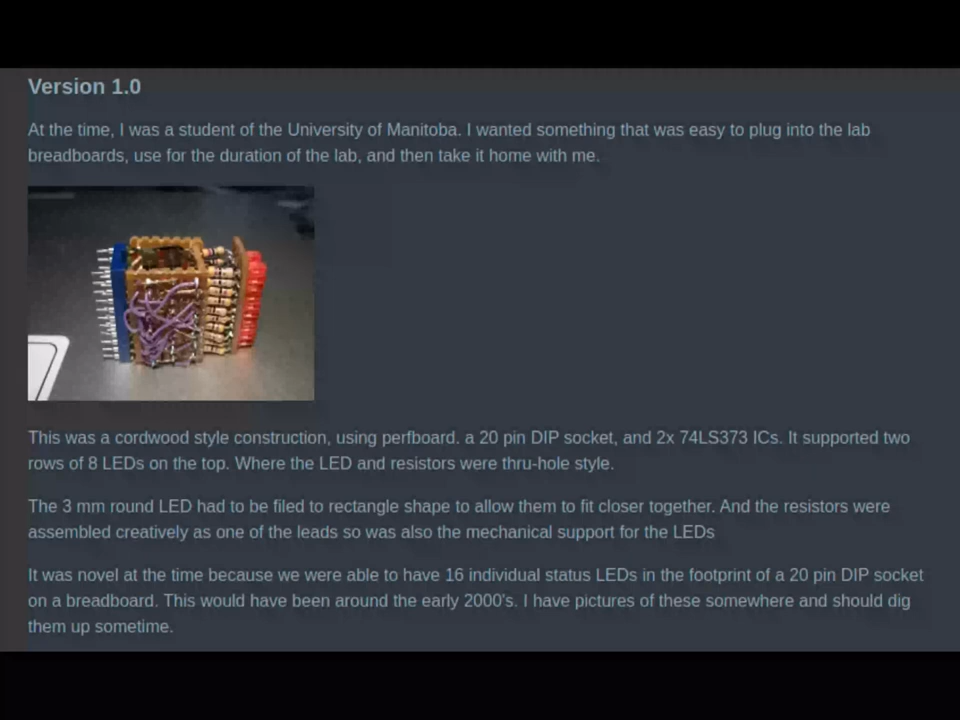 Version 1.0
At the time, I was a student of the University of Manitoba. I wanted something that was easy to plug into the lab
breadboards, use for the duration of the lab, and then take it home with me.
This was a cordwood style construction, using perfboard. a 20 pin DIP socket, and 2x 74LS373 ICs. It supported two
rows of 8 LEDs on the top. Where the LED and resistors were thru-hole style.
The 3 mm round LED had to be filed to rectangle shape to allow them to fit closer together. And the resistors were
assembled creatively as one of the leads so was also the mechanical support for the LEDs
It was novel at the time because we were able to have 16 individual status LEDs in the footprint of a 20 pin DIP socket
on a breadboard. This would have been around the early 2000's. I have pictures of these somewhere and should dig
them up sometime.